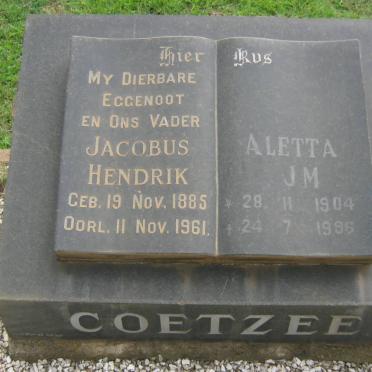 Hier Rus
My Dierbare
Eggenoot
en Ons Vader
Jacobus
Hendrik
Geb. 19 Nov. 1885
Oorl. 11 Nov. 1961.
Aletta
J M
* 28. 11. 1904
† 24. 7. 1996
COETZEE